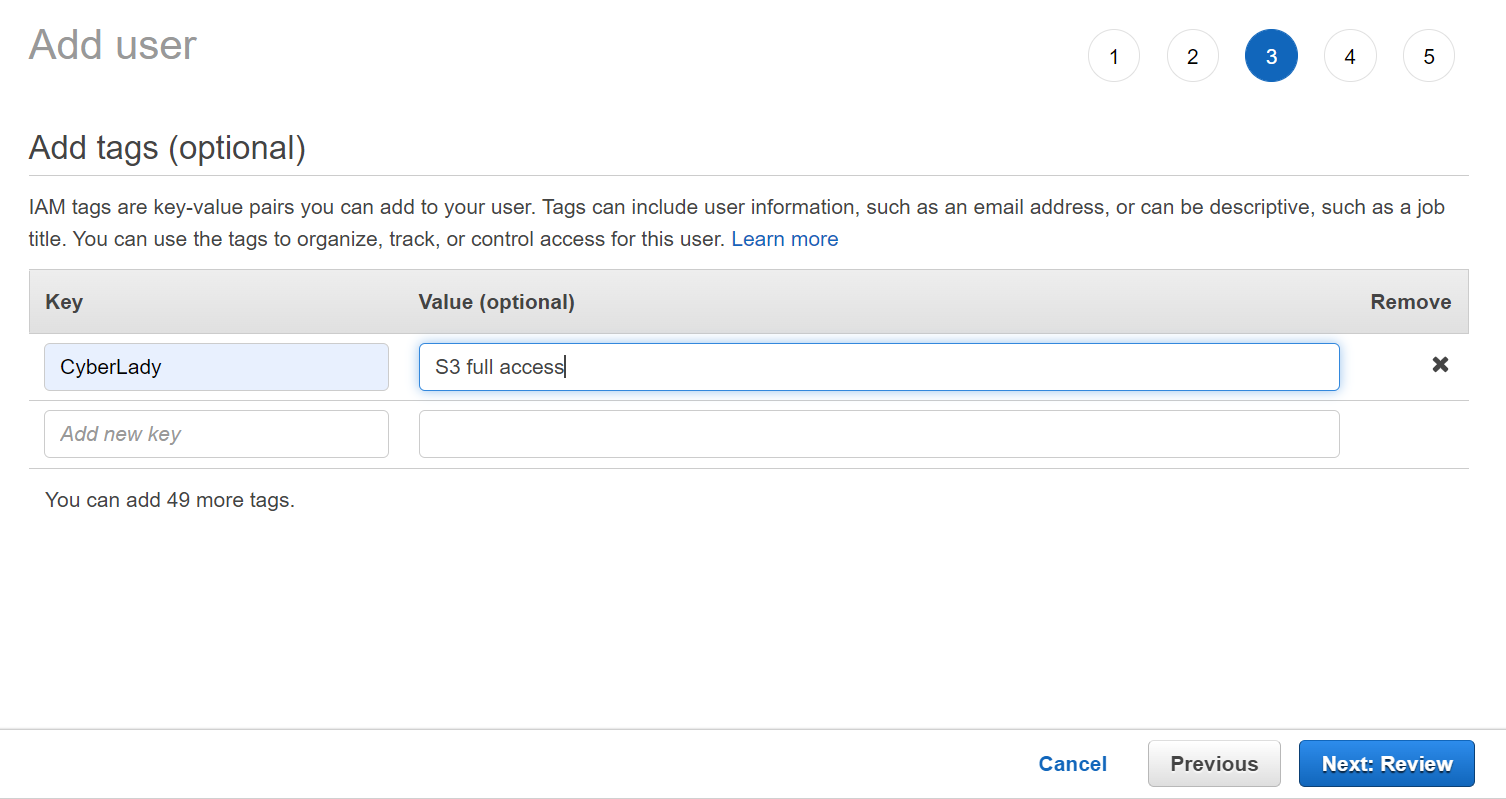 Add user
1 2 3 4 5
Add tags (optional)
IAM tags are key-value pairs you can add to your user. Tags can include user information, such as an email address, or can be descriptive, such as a job
title. You can use the tags to organize, track, or control access for this user. Learn more
Key Value (optional) Remove
CyberLady S3 full access
Add new key
You can add 49 more tags.
Cancel Previous Next: Review